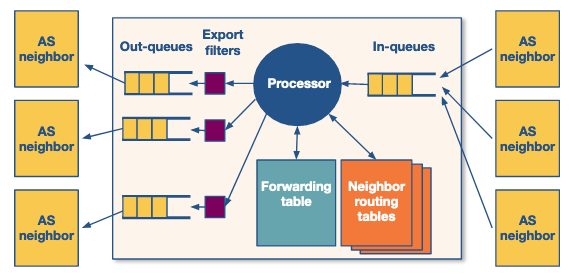 AS
neighbor
AS
neighbor
AS
neighbor
Out-queues
Export
filters
In-queues
Processor
Forwarding
table
Neighbor
routing
tables
AS
neighbor
AS
neighbor
AS
neighbor